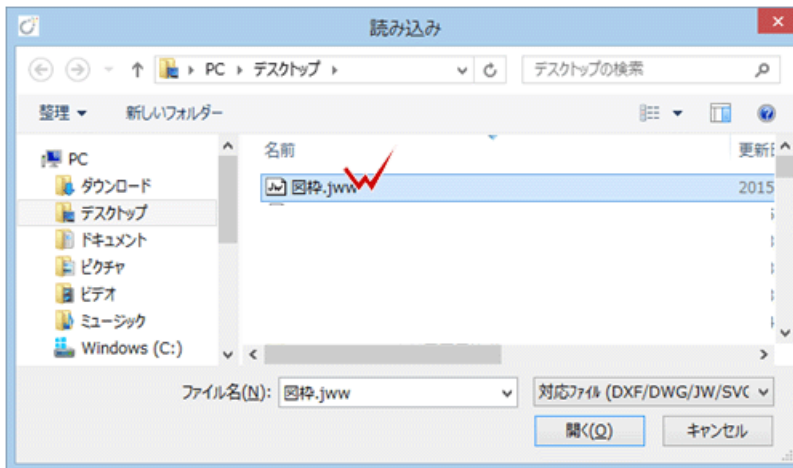 読み込み
PC デスクトップ
デスクトップの検索
整理 新しいフォルダー
名前
更新日
PC
ダウンロード
デスクトップ
ドキュメント
ピクチャ
ビデオ
ミュージック
Windows (C:)
図枠.jww
2015
ファイル名(N): 図枠.jww
対応ファイル (DXF/DWG/JW/SVC
開く(O)
キャンセル